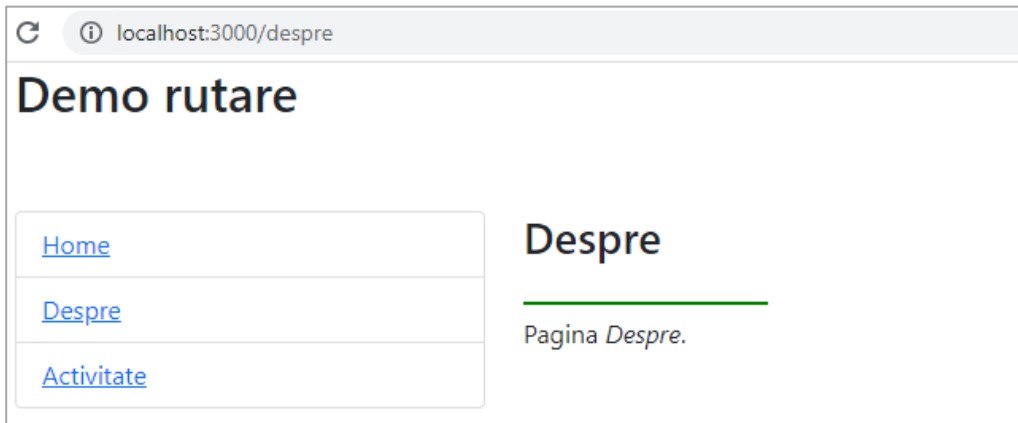 localhost:3000/despre
Demo rutare
Home
Despre
Activitate
Despre
Pagina Despre.